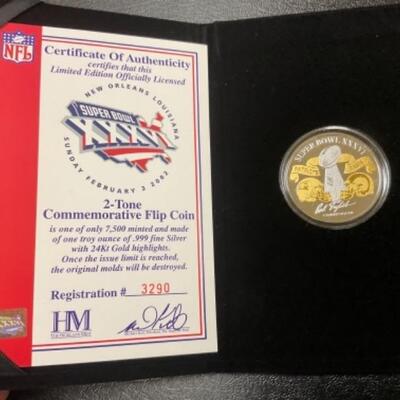 NFL
Certificate Of Authenticity
certifies that this
Limited Edition Officially Licensed
NEW ORLEANS, LOUISIANA
SUPER BOWL
XXXVI
SUNDAY, FEBRUARY 3, 2002
2-Tone
Commemorative Flip Coin
is one of only 7,500 minted and made
of one troy ounce of .999 fine Silver
with 24Kt Gold highlights.
Once the issue limit is reached,
the original molds will be destroyed.
Registration # 3290
HM
SUPER BOWL XXXVI